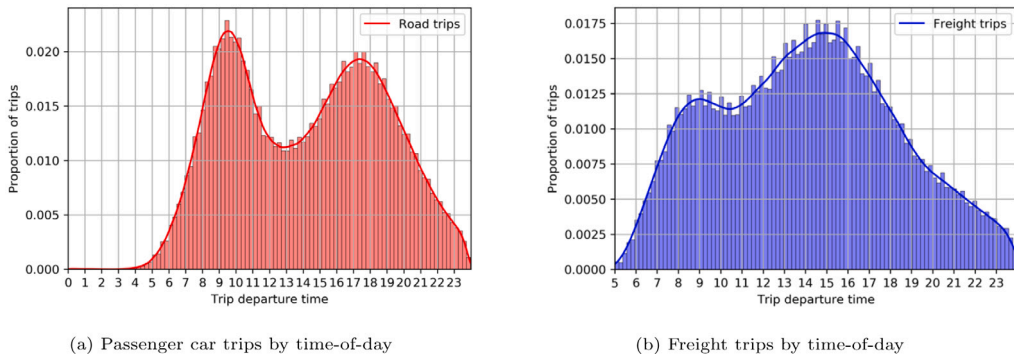 Road trips
0.020
0.015
0.010
0.005
0.000
Proportion of trips
0 1 2 3 4 5 6 7 8 9 10 11 12 13 14 15 16 17 18 19 20 21 22 23
Trip departure time
(a) Passenger car trips by time-of-day
Freight trips
0.0175
0.0150
0.0125
0.0100
0.0075
0.0050
0.0025
0.0000
Proportion of trips
5 6 7 8 9 10 11 12 13 14 15 16 17 18 19 20 21 22 23
Trip departure time
(b) Freight trips by time-of-day